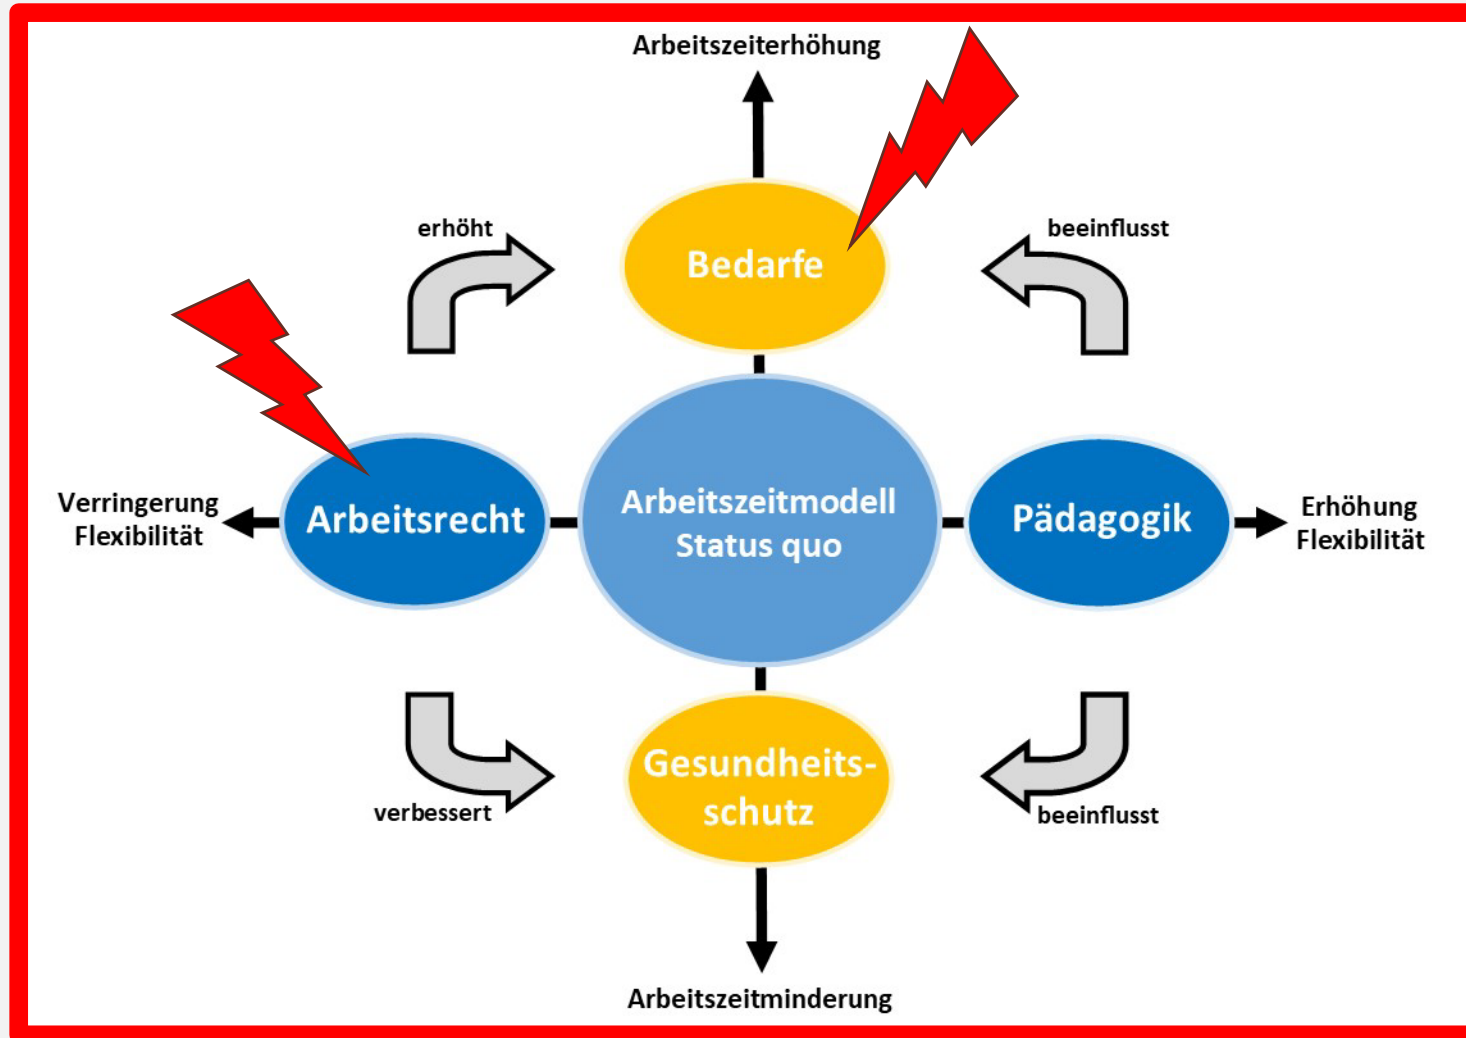 Arbeitszeiterhöhung
erhöht
beeinflusst
Bedarfe
Verringerung
Flexibilität
Arbeitsrecht
Arbeitszeitmodell
Status quo
Pädagogik
Erhöhung
Flexibilität
Gesundheits-
schutz
verbessert
beeinflusst
Arbeitszeitminderung